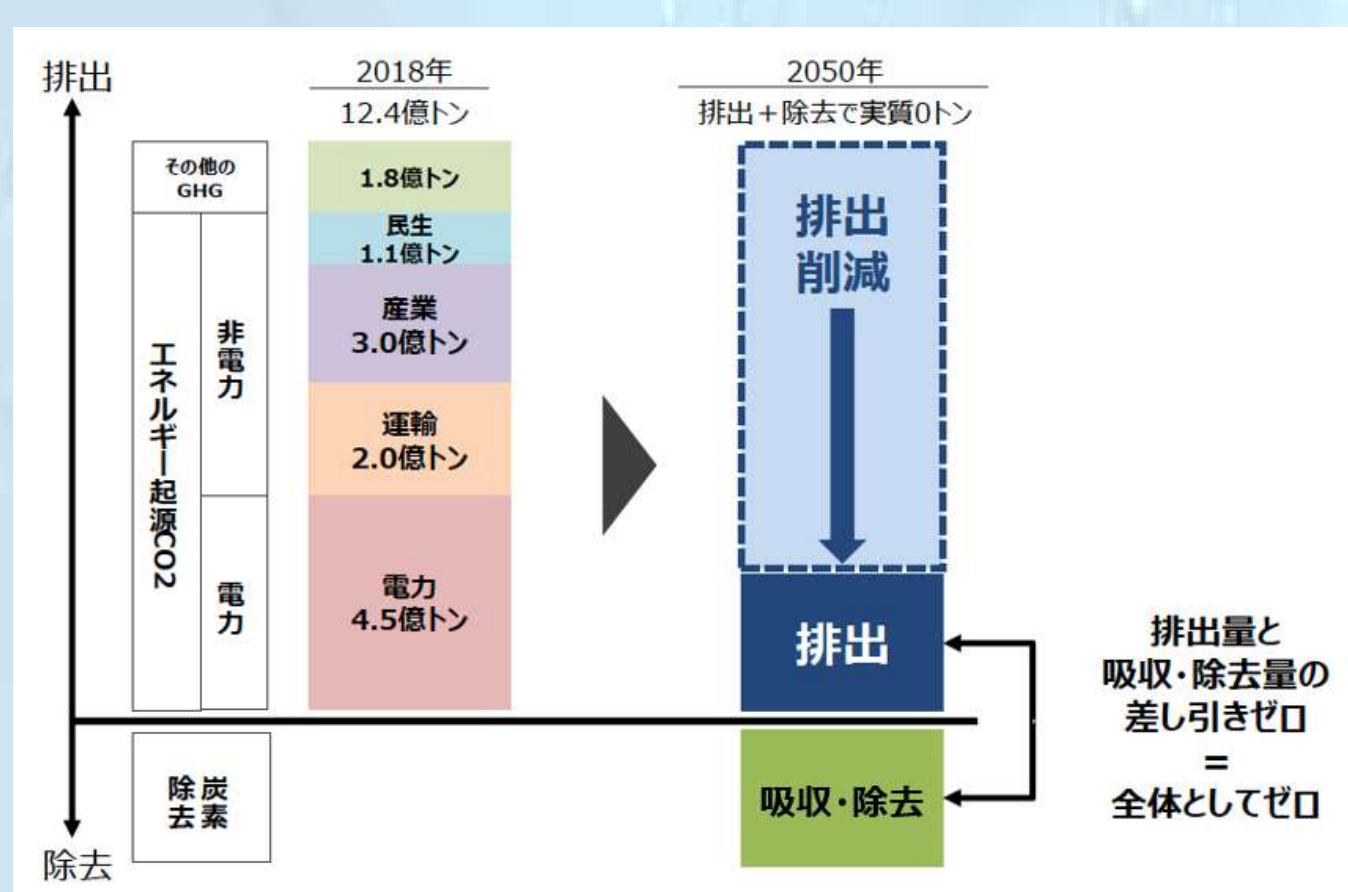 排出
2018年
12.4億トン
2050年
排出+除去で実質0トン
その他の
GHG
エネルギー起源CO2
非電力
電力
1.8億トン
民生
1.1億トン
産業
3.0億トン
運輸
2.0億トン
電力
4.5億トン
排出
削減
排出
吸収・除去
排出量と
吸収・除去量の
差し引きゼロ
=
全体としてゼロ
炭素
除去
除去